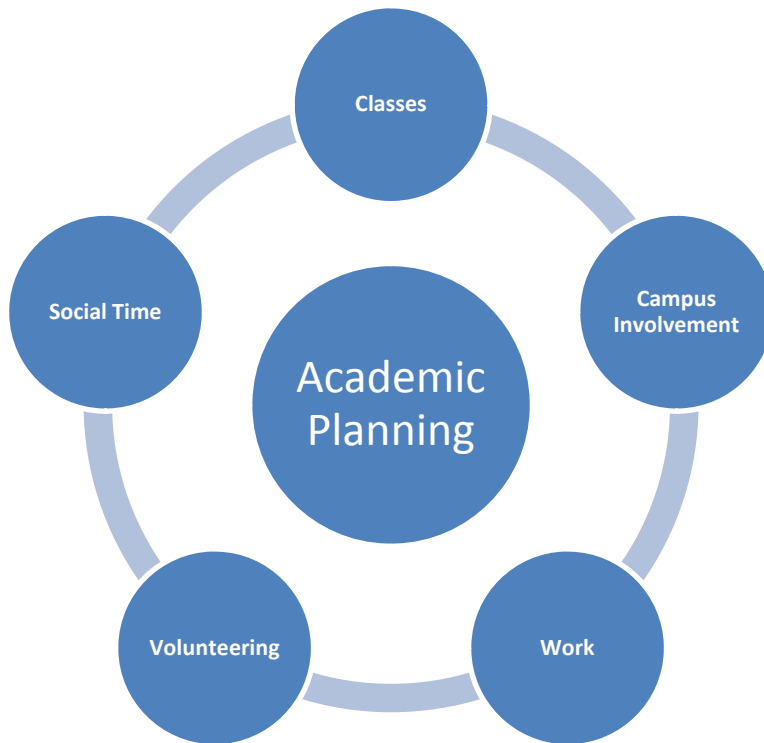 Classes
Campus
Involvement
Work
Volunteering
Social Time
Academic
Planning